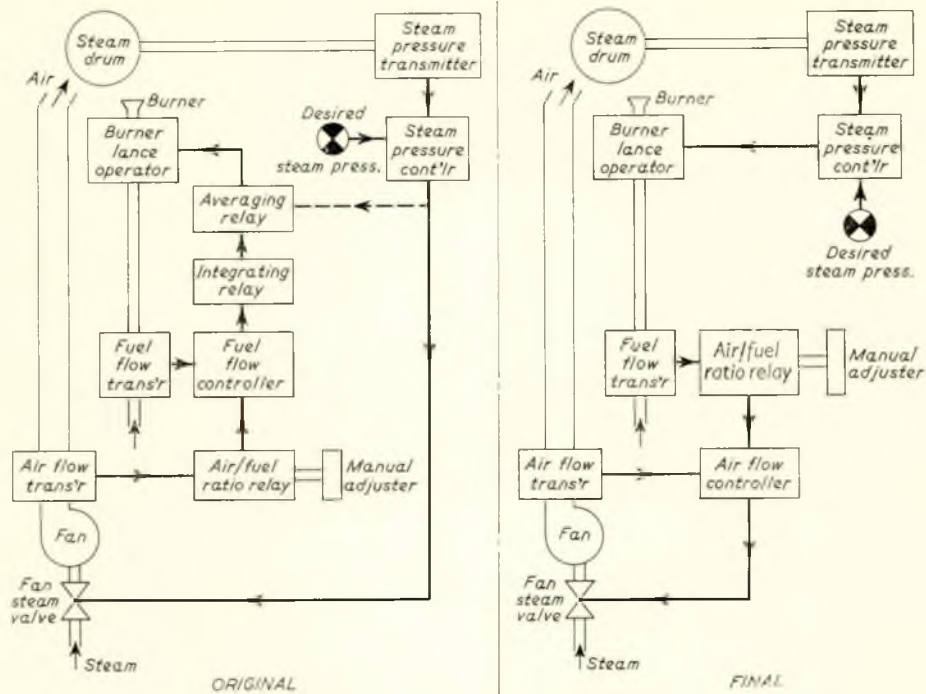 Steam
drum
Steam
pressure
transmitter
Air
Burner
Burner
lance
operator
Desired
steam press.
Steam
pressure
cont'lr
Averaging
relay
Integrating
relay
Fuel
flow
trans'r
Fuel flow
controller
Air flow
trans'r
Air/fuel
ratio relay
Manual
adjuster
Fan
Fan
steam
valve
Steam
ORIGINAL
Steam
drum
Steam
pressure
transmitter
Air
Burner
Burner
lance
operator
Steam
pressure
cont'lr
Desired
steam press.
Fuel
flow
trans'r
Air/fuel
ratio relay
Manual
adjuster
Air flow
trans'r
Air flow
controller
Fan
Fan
steam
valve
Steam
FINAL